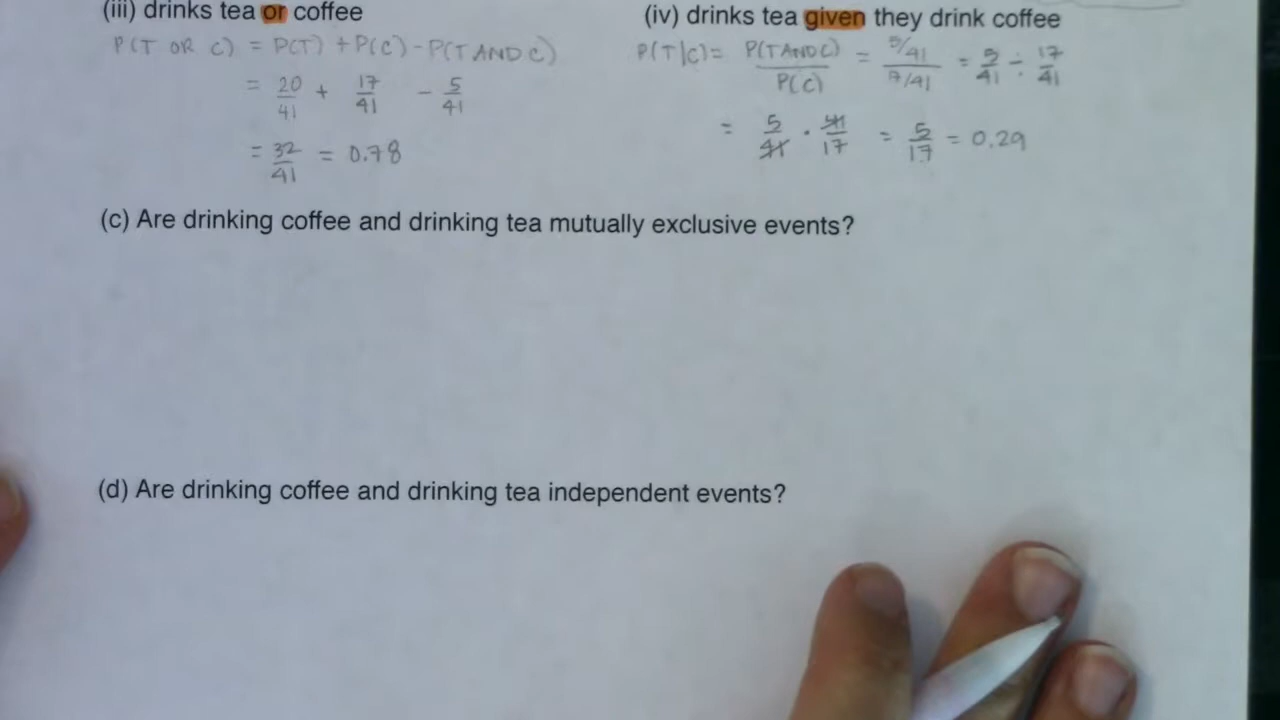 (iii) drinks tea or coffee
P(T OR C) = P(T) + P(C) - P(T AND C)
= 20/41 + 17/41 - 5/41
= 32/41 = 0.78
(iv) drinks tea given they drink coffee
P(T|C) = P(T AND C)/P(C) = 5/41 / 17/41 = 5/41 ÷ 17/41
= 5/41 · 41/17 = 5/17 = 0.29
(c) Are drinking coffee and drinking tea mutually exclusive events?
(d) Are drinking coffee and drinking tea independent events?